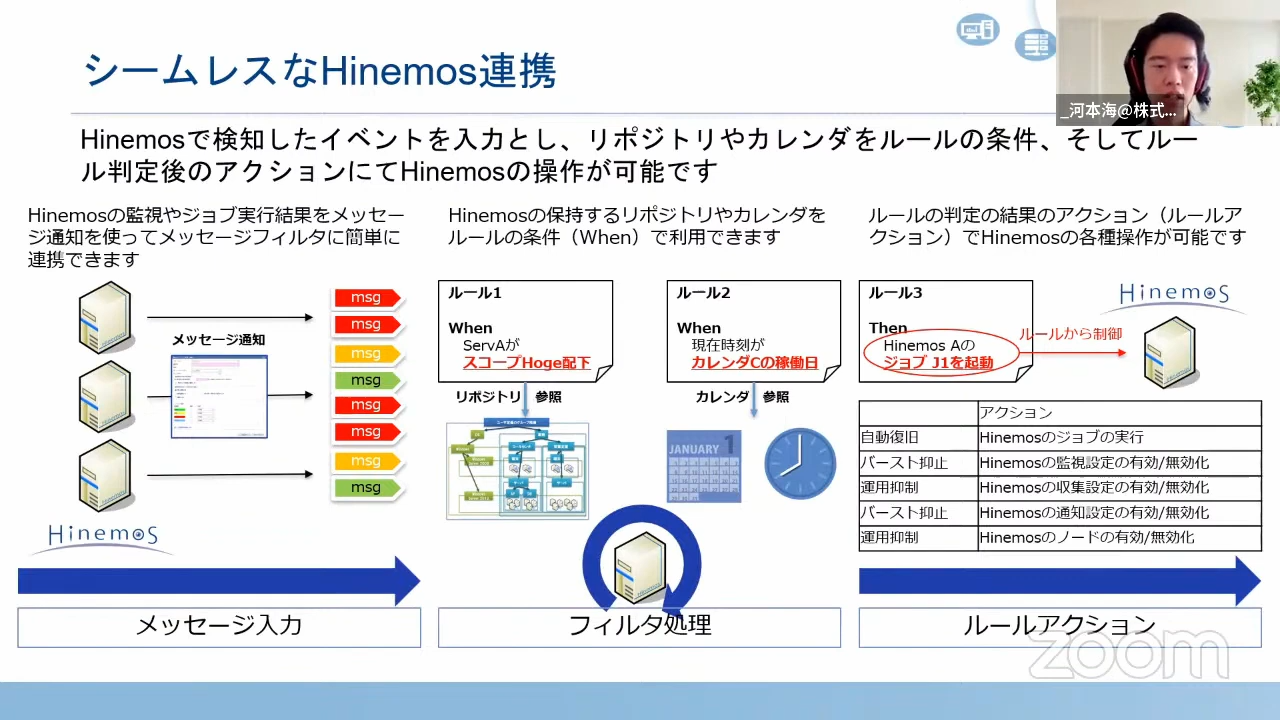 シームレスなHinemos連携
_河本海@株式...
Hinemosで検知したイベントを入力とし、リポジトリやカレンダをルールの条件、そしてルー
ル判定後のアクションにてHinemosの操作が可能です
Hinemosの監視やジョブ実行結果をメッセー
ジ通知を使ってメッセージフィルタに簡単に
連携できます
メッセージ通知
msg
msg
msg
msg
msg
msg
msg
msg
Hinemos
メッセージ入力
Hinemosの保持するリポジトリやカレンダを
ルールの条件（When）で利用できます
ルール1
When
ServAが
スコープHoge配下
リポジトリ 参照
ルール2
When
現在時刻が
カレンダCの稼働日
カレンダ 参照
JANUARY 1
フィルタ処理
ルールの判定の結果のアクション（ルールア
クション）でHinemosの各種操作が可能です
ルール3
Then
Hinemos Aの
ジョブ J1を起動
ルールから制御
Hinemos
アクション
自動復旧 Hinemosのジョブの実行
バースト抑止 Hinemosの監視設定の有効/無効化
運用抑制 Hinemosの収集設定の有効/無効化
バースト抑止 Hinemosの通知設定の有効/無効化
運用抑制 Hinemosのノードの有効/無効化
ルールアクション
zoom